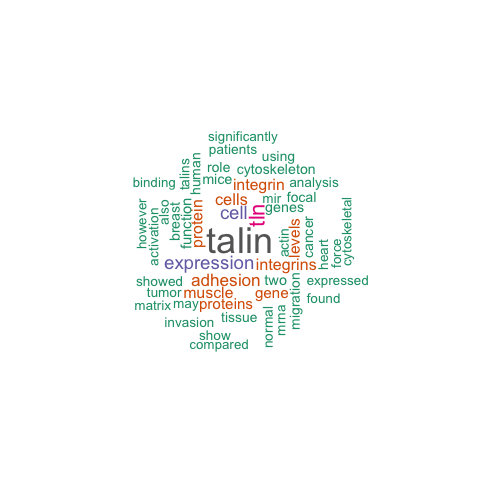 significantly
patients
using
talins
human
role
cytoskeleton
binding
mice
integrin
analysis
cells
mir
focal
however
also
breast
function
protein
cell
tln
genes
activation
talin
actin
levels
cancer
heart
force
cytoskeletal
expression
integrins
showed
adhesion
two
expressed
tumor
muscle
gene
migration
found
matrix
may
proteins
invasion
tissue
normal
mrna
show
compared